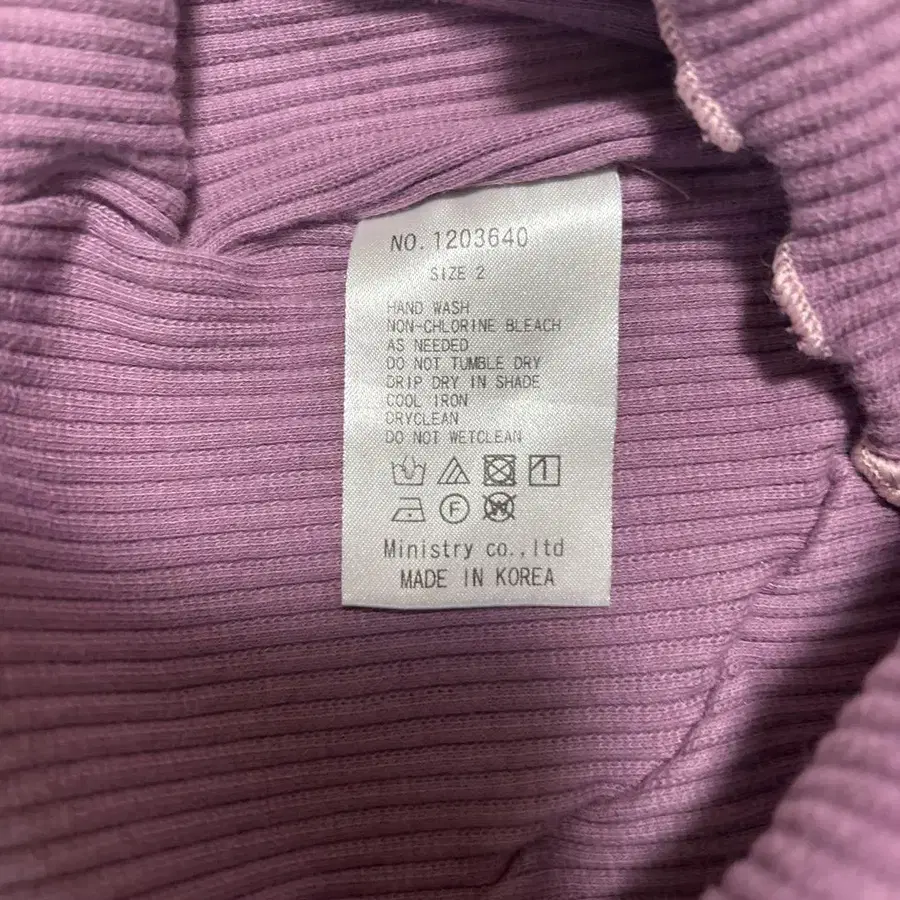 NO. 1203640
SIZE 2
HAND WASH
NON-CHLORINE BLEACH
AS NEEDED
DO NOT TUMBLE DRY
DRIP DRY IN SHADE
COOL IRON
DRYCLEAN
DO NOT WETCLEAN
F W
Ministry co.,ltd
MADE IN KOREA